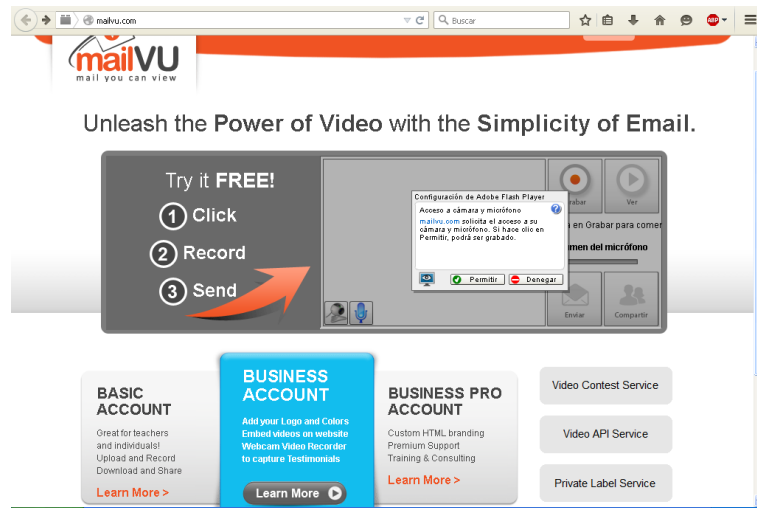 mailvu.com
Buscar
ABP
mailVU
mail you can view
Unleash the Power of Video with the Simplicity of Email.
Try it FREE!
1 Click
2 Record
3 Send
Configuración de Adobe Flash Player
Acceso a cámara y micrófono
mailvu.com solicita el acceso a su
cámara y micrófono. Si hace clic en
Permitir, podrá ser grabado.
Permitir
Denegar
Ver
en Grabar para
micrófono
Enviar
Compartir
BASIC
ACCOUNT
Great for teachers
and individuals!
Upload and Record
Download and Share
Learn More >
BUSINESS
ACCOUNT
Add your Logo and Colors
Embed videos on website
Webcam Video Recorder
to capture Testimonials
Learn More
BUSINESS PRO
ACCOUNT
Custom HTML branding
Premium Support
Training & Consulting
Learn More >
Video Contest Service
Video API Service
Private Label Service